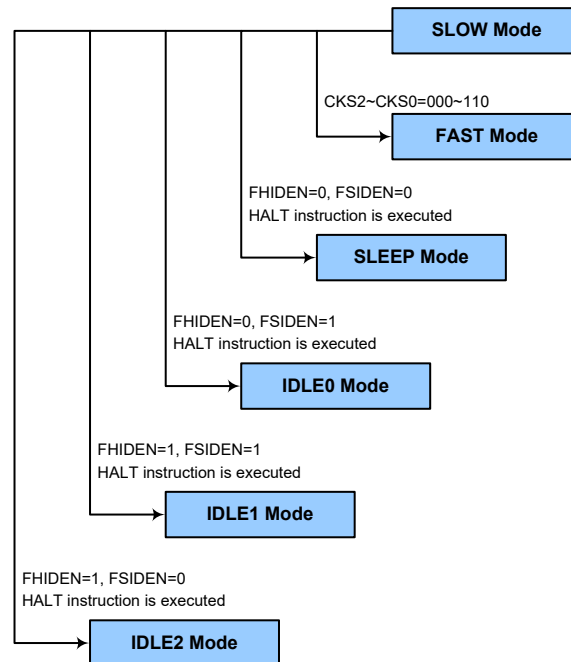 SLOW Mode
CKS2~CKS0=000~110
FAST Mode
FHIDEN=0, FSIDEN=0
HALT instruction is executed
SLEEP Mode
FHIDEN=0, FSIDEN=1
HALT instruction is executed
IDLE0 Mode
FHIDEN=1, FSIDEN=1
HALT instruction is executed
IDLE1 Mode
FHIDEN=1, FSIDEN=0
HALT instruction is executed
IDLE2 Mode